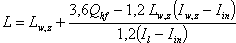 L = L_{w,z} + \frac{3,6Q_{hf} - 1,2 L_{w,z}(I_{w,z} - I_{in})}{1,2(I_l - I_{in})}